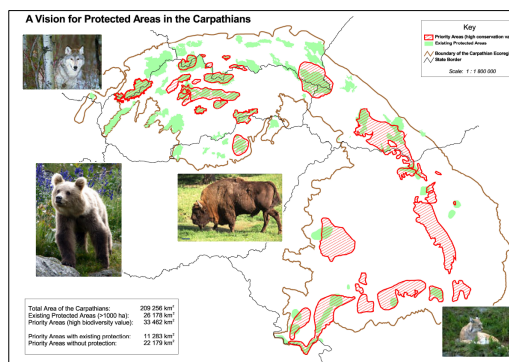 A Vision for Protected Areas in the Carpathians
Key
Priority Areas (high conservation va
Existing Protected Areas
Boundary of the Carpathian Ecoreg
State Border
Scale: 1 : 1 800 000
Total Area of the Carpathians: 209 256 km²
Existing Protected Areas (>1000 ha) 26 178 km²
Priority Areas (high biodiversity value): 33 462 km²
Priority Areas with existing protection: 11 283 km²
Priority Areas without protection: 22 179 km²